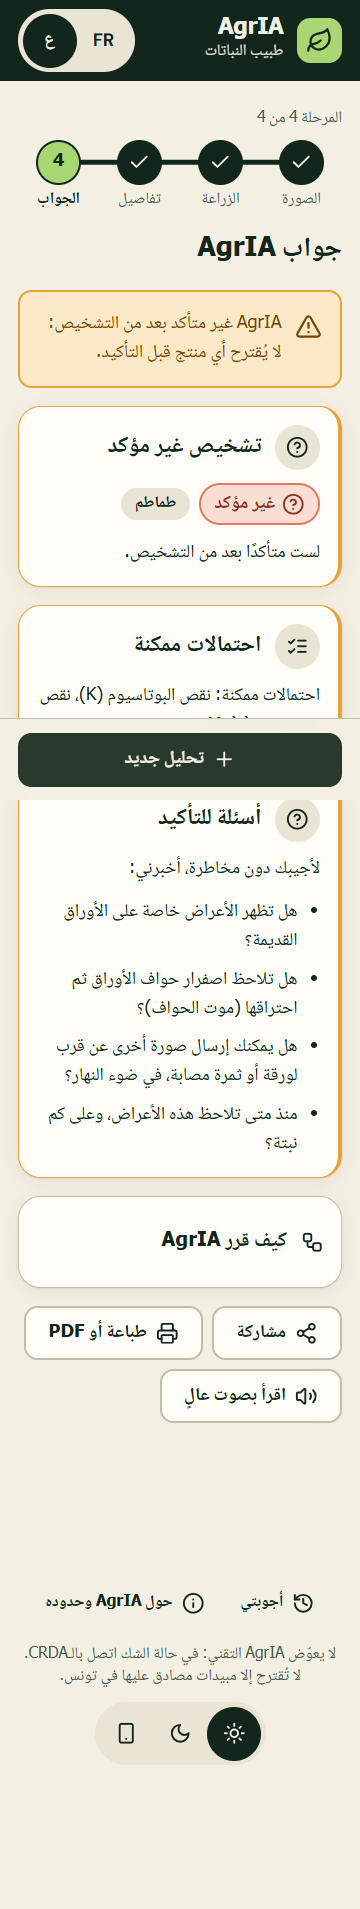 AgrIA
طبيب النباتات
FR
ع
المرحلة 4 من 4
الصورة
الزراعة
تفاصيل
4
الجواب
جواب AgrIA
AgrIA غير متأكد بعد من التشخيص:
لا يُقترح أي منتج قبل التأكيد.
تشخيص غير مؤكد
غير مؤكد
طماطم
لست متأكدًا بعد من التشخيص.
احتمالات ممكنة
احتمالات ممكنة: نقص البوتاسيوم (K)، نقص
تحليل جديد
أسئلة للتأكيد
لأجيبك دون مخاطرة، أخبرني:
• هل تظهر الأعراض خاصة على الأوراق
القديمة؟
• هل تلاحظ اصفرار حواف الأوراق ثم
احتراقها (موت الحواف)؟
• هل يمكنك إرسال صورة أخرى عن قرب
لورقة أو ثمرة مصابة، في ضوء النهار؟
• منذ متى تلاحظ هذه الأعراض، وعلى كم
نبتة؟
كيف قرر AgrIA
مشاركة
طباعة أو PDF
اقرأ بصوت عالٍ
أجوبتي
حول AgrIA وحدوده
لا يعوّض AgrIA التقني: في حالة الشك اتصل بالـCRDA.
لا تُقترح إلا مبيدات مصادق عليها في تونس.